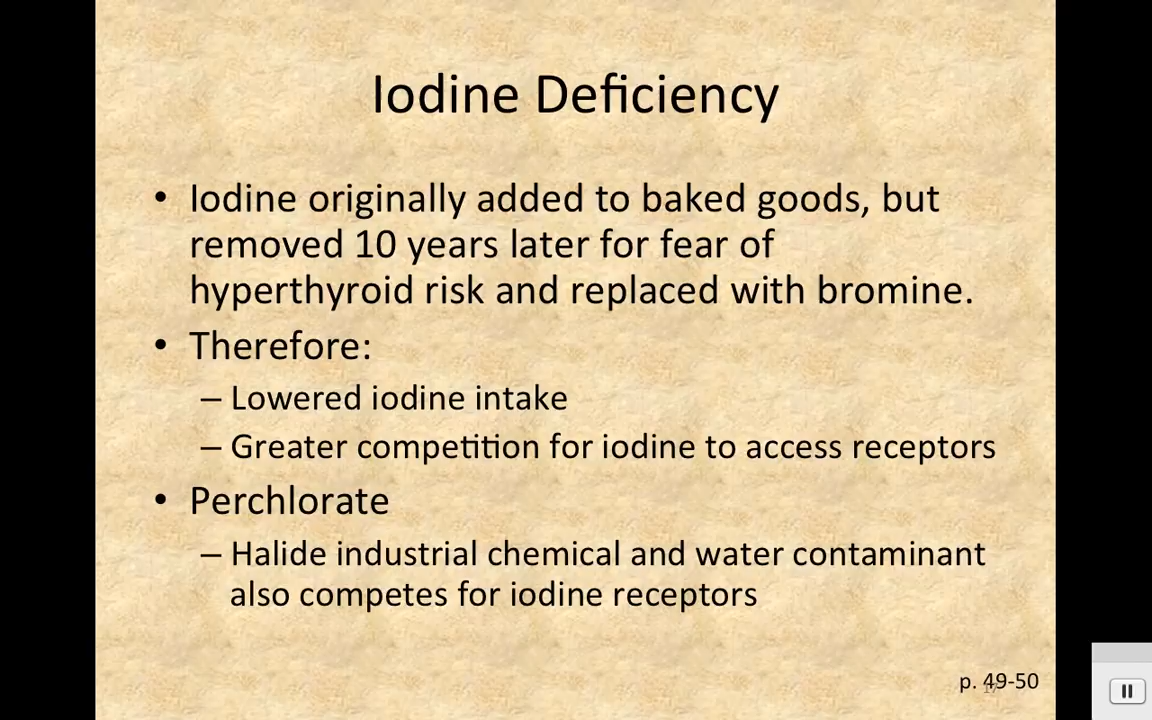 Iodine Deficiency
• Iodine originally added to baked goods, but
removed 10 years later for fear of
hyperthyroid risk and replaced with bromine.
• Therefore:
– Lowered iodine intake
– Greater competition for iodine to access receptors
• Perchlorate
– Halide industrial chemical and water contaminant
also competes for iodine receptors
p. 49-50